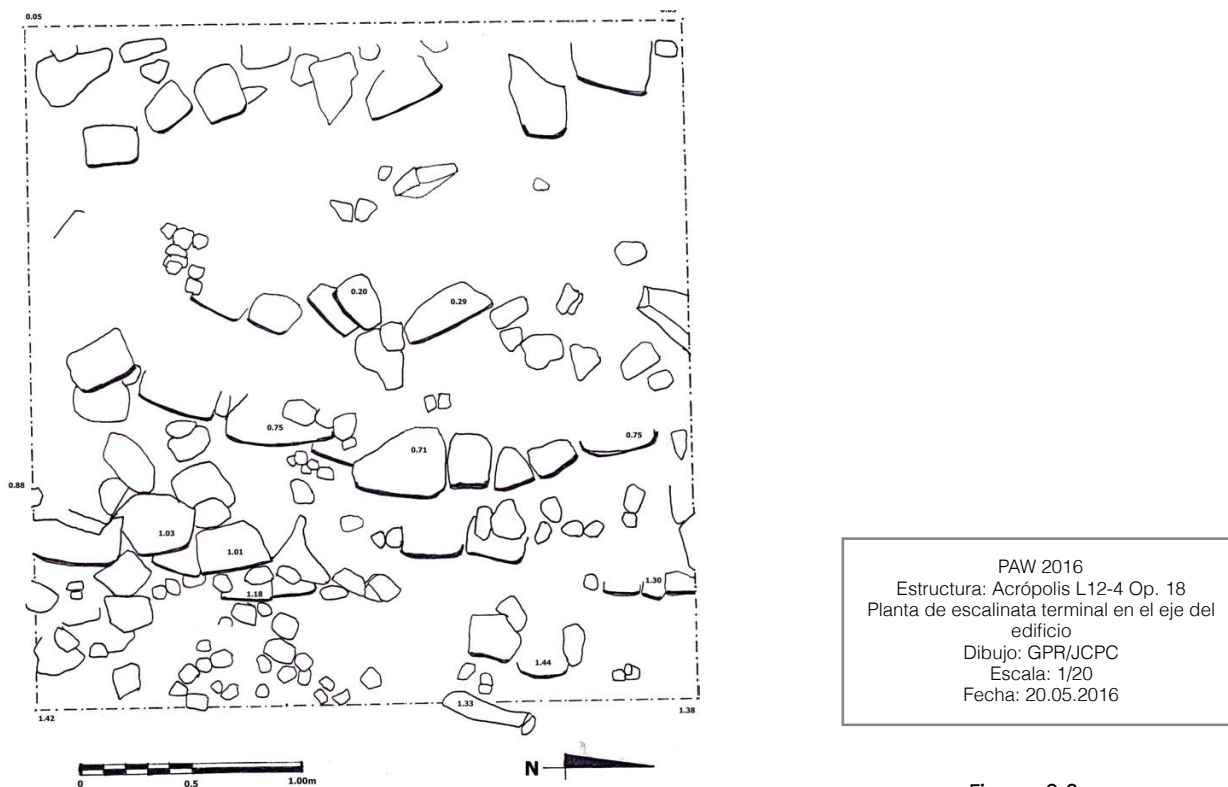 0.05
0.20
0.29
0.75
0.71
0.75
0.88
1.03
1.01
1.18
1.30
1.44
1.33
1.42
1.38
0 0.5 1.00m
N
PAW 2016
Estructura: Acrópolis L12-4 Op. 18
Planta de escalinata terminal en el eje del
edificio
Dibujo: GPR/JCPC
Escala: 1/20
Fecha: 20.05.2016